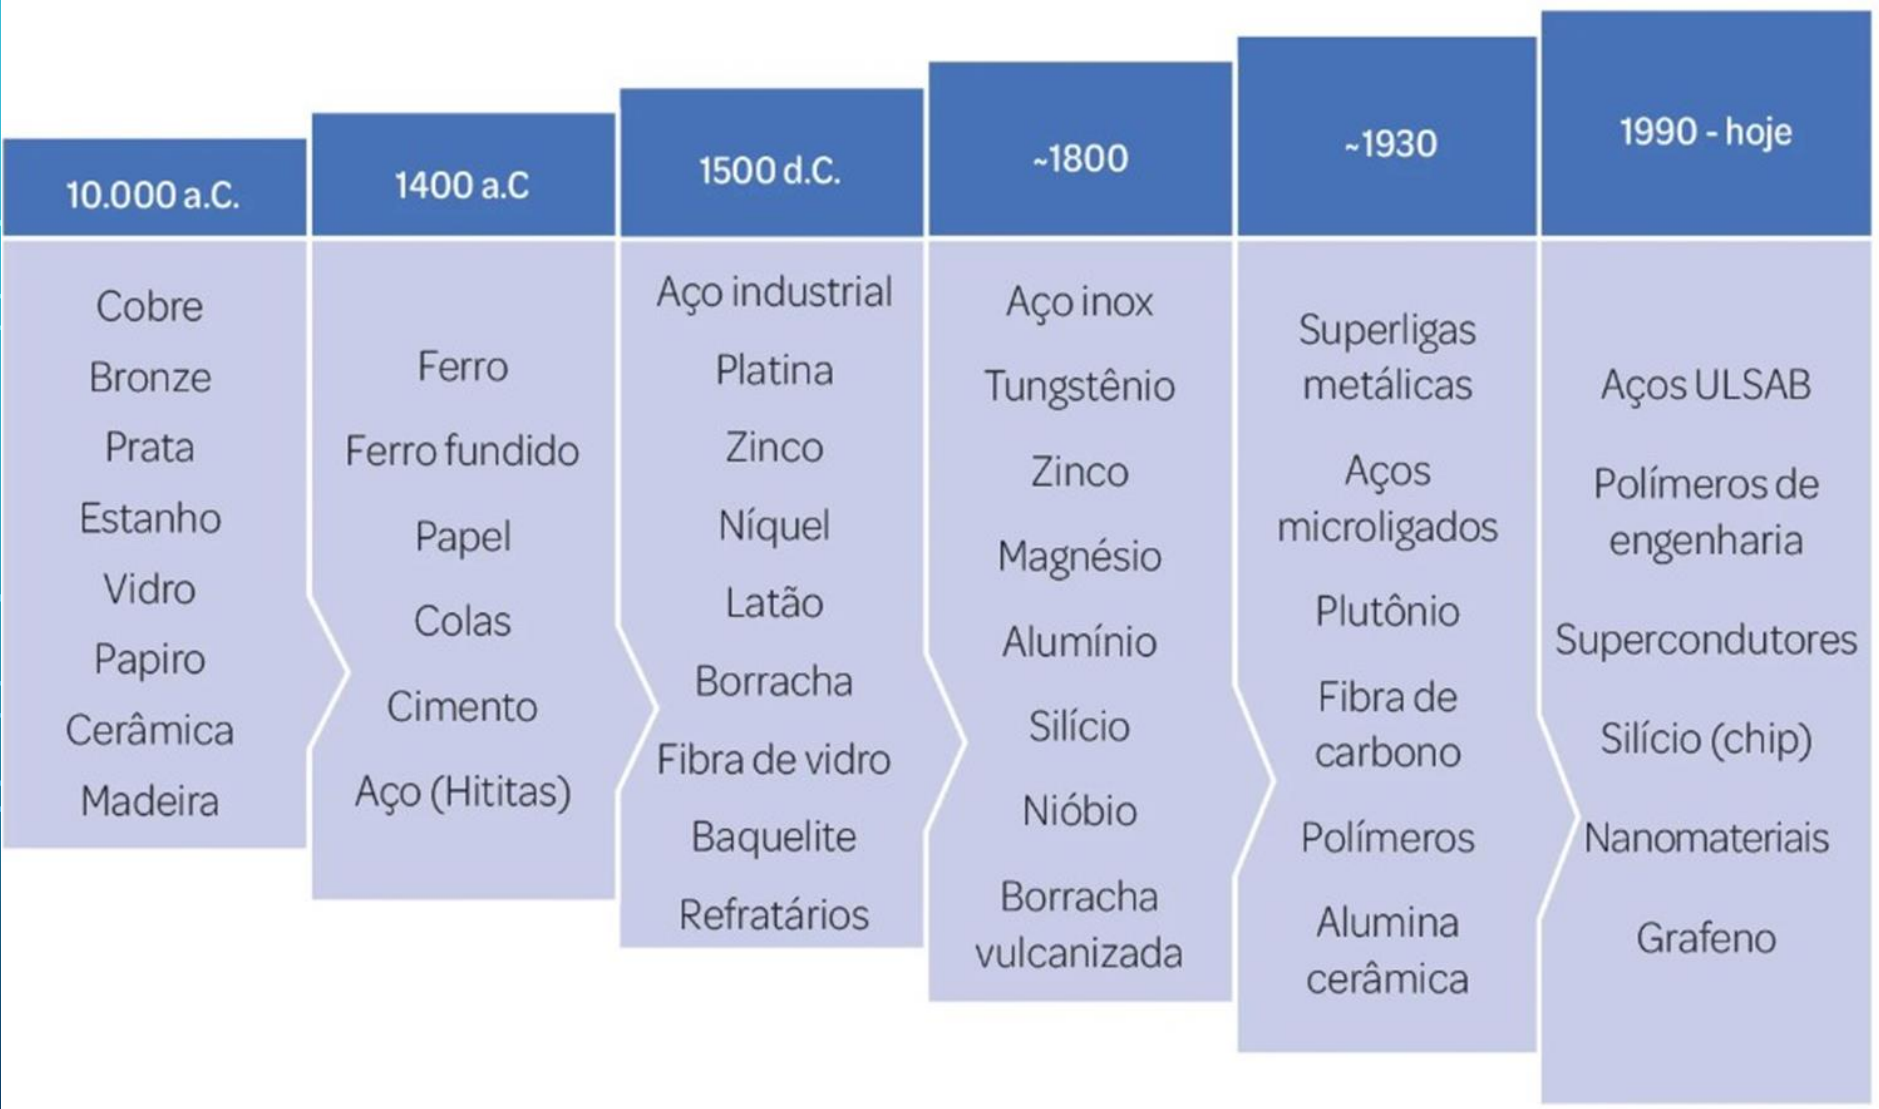 10.000 a.C.
Cobre
Bronze
Prata
Estanho
Vidro
Papiro
Cerâmica
Madeira
1400 a.C
Ferro
Ferro fundido
Papel
Colas
Cimento
Aço (Hititas)
1500 d.C.
Aço industrial
Platina
Zinco
Níquel
Latão
Borracha
Fibra de vidro
Baquelite
Refratários
~1800
Aço inox
Tungstênio
Zinco
Magnésio
Alumínio
Silício
Nióbio
Borracha
vulcanizada
~1930
Superligas
metálicas
Aços
microligados
Plutônio
Fibra de
carbono
Polímeros
Alumina
cerâmica
1990 - hoje
Aços ULSAB
Polímeros de
engenharia
Supercondutores
Silício (chip)
Nanomateriais
Grafeno